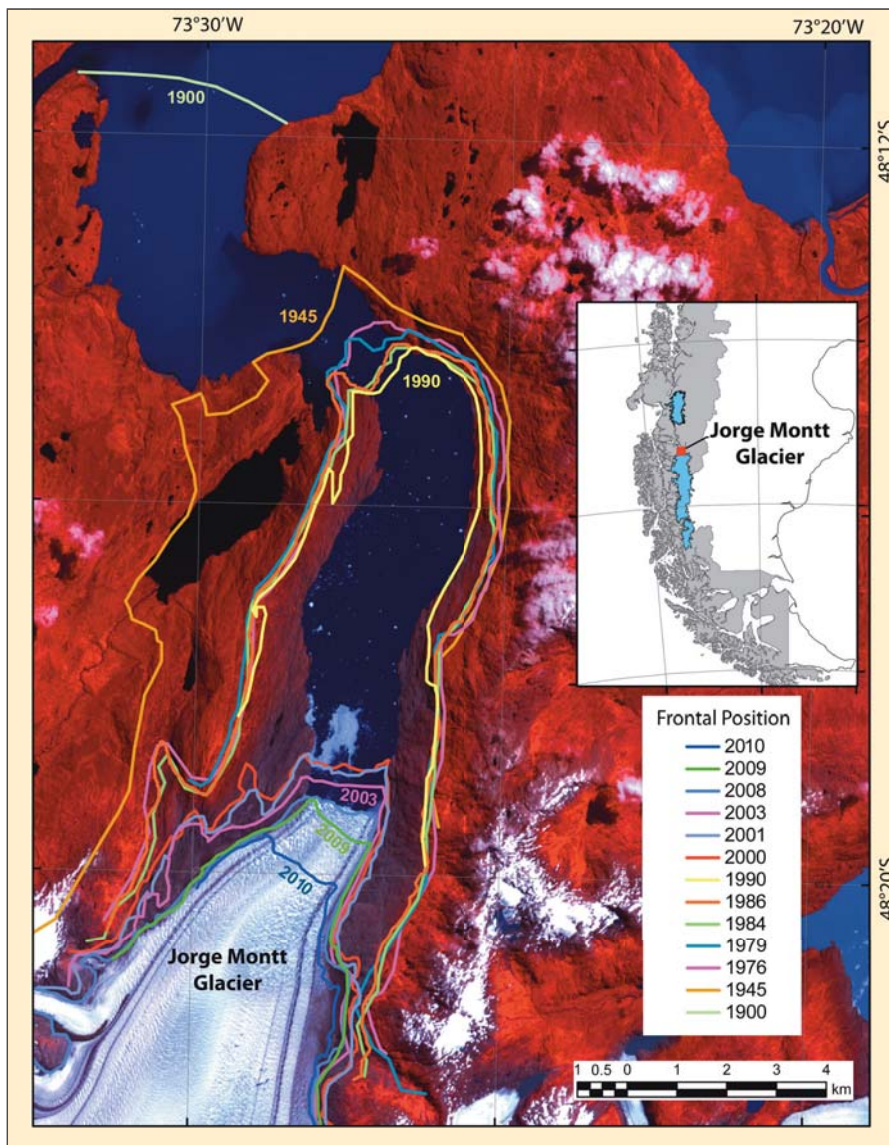 73°30'W
73°20'W
1900
48°12'S
1945
1990
Jorge Montt
Glacier
Frontal Position
2010
2009
2008
2003
2001
2000
1990
1986
1984
1979
1976
1945
1900
2003
2009
2010
48°20'S
Jorge Montt
Glacier
1 0.5 0 1 2 3 4
km